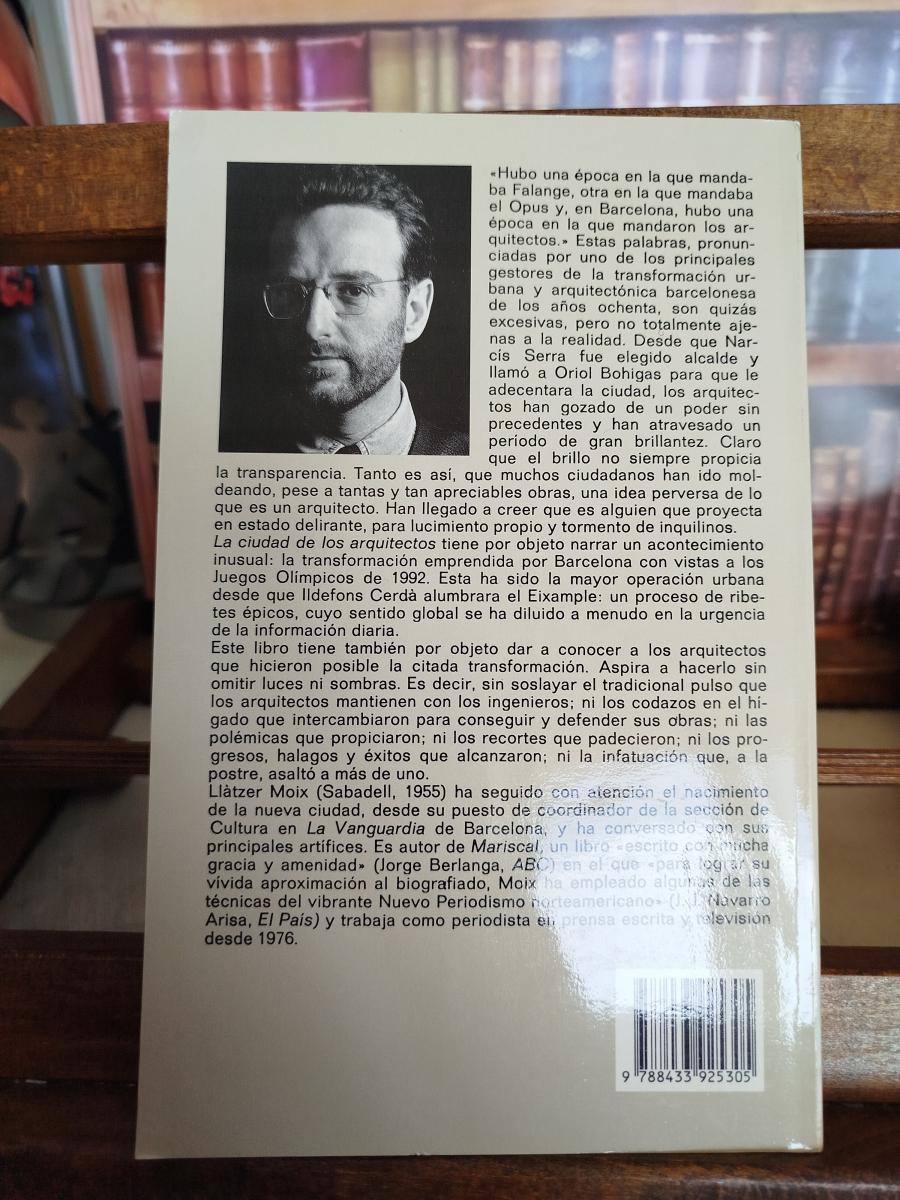 «Hubo una época en la que manda-
ba Falange, otra en la que mandaba
el Opus y, en Barcelona, hubo una
época en la que mandaron los ar-
quitectos.» Estas palabras, pronun-
ciadas por uno de los principales
gestores de la transformación ur-
bana y arquitectónica barcelonesa
de los años ochenta, son quizás
excesivas, pero no totalmente aje-
nas a la realidad. Desde que Nar-
cís Serra fue elegido alcalde y
llamó a Oriol Bohigas para que le
adecentara la ciudad, los arquitec-
tos han gozado de un poder sin
precedentes y han atravesado un
período de gran brillantez. Claro
que el brillo no siempre propicia
la transparencia. Tanto es así, que muchos ciudadanos han ido mol-
deando, pese a tantas y tan apreciables obras, una idea perversa de lo
que es un arquitecto. Han llegado a creer que es alguien que proyecta
en estado delirante, para lucimiento propio y tormento de inquilinos.
La ciudad de los arquitectos tiene por objeto narrar un acontecimiento
inusual: la transformación emprendida por Barcelona con vistas a los
Juegos Olímpicos de 1992. Esta ha sido la mayor operación urbana
desde que Ildefons Cerdà alumbrara el Eixample: un proceso de ribe-
tes épicos, cuyo sentido global se ha diluido a menudo en la urgencia
de la información diaria.
Este libro tiene también por objeto dar a conocer a los arquitectos
que hicieron posible la citada transformación. Aspira a hacerlo sin
omitir luces ni sombras. Es decir, sin soslayar el tradicional pulso que
los arquitectos mantienen con los ingenieros; ni los codazos en el hí-
gado que intercambiaron para conseguir y defender sus obras; ni las
polémicas que propiciaron; ni los recortes que padecieron; ni los pro-
gresos, halagos y éxitos que alcanzaron; ni la infatuación que, a la
postre, asaltó a más de uno.
Llàtzer Moix (Sabadell, 1955) ha seguido con atención el nacimiento
de la nueva ciudad, desde su puesto de coordinador de la sección de
Cultura en La Vanguardia de Barcelona, y ha conversado con sus
principales artífices. Es autor de Mariscal, un libro «escrito con mucha
gracia y amenidad» (Jorge Berlanga, ABC) en el que «para lograr su
vívida aproximación al biografiado, Moix ha empleado algunas de las
técnicas del vibrante Nuevo Periodismo norteamericano» (J. J. Navarro
Arisa, El País) y trabaja como periodista en prensa escrita y televisión
desde 1976.
9 788433 925305